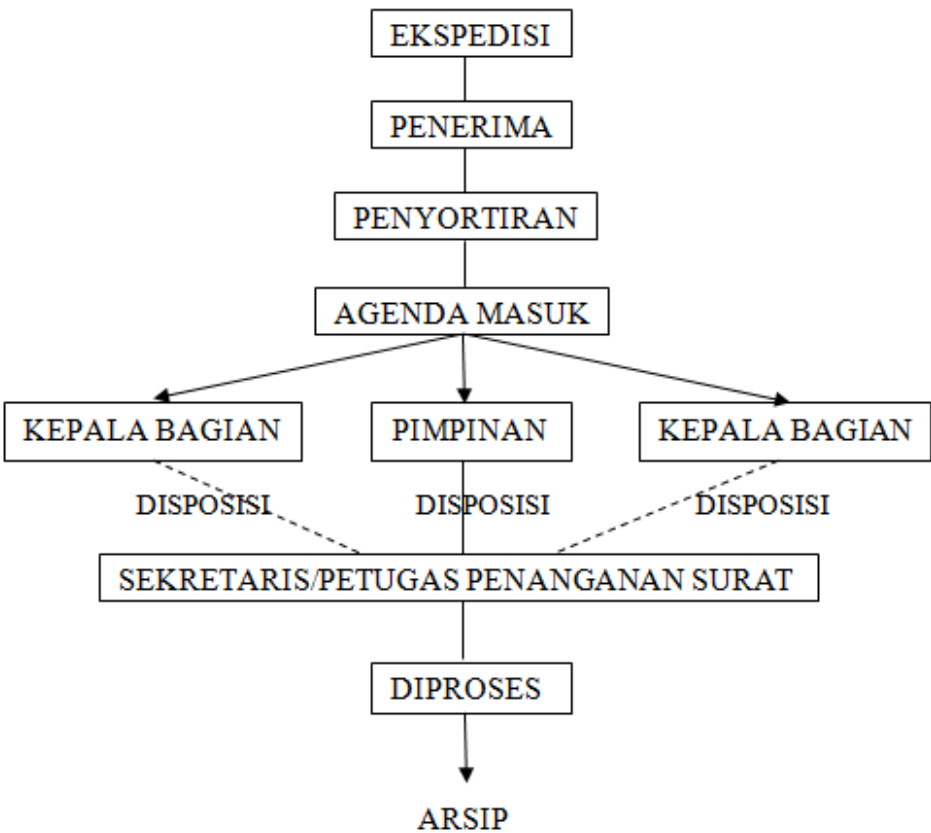 EKSPEDISI
PENERIMA
PENYORTIRAN
AGENDA MASUK
KEPALA BAGIAN
PIMPINAN
KEPALA BAGIAN
DISPOSISI
DISPOSISI
DISPOSISI
SEKRETARIS/PETUGAS PENANGANAN SURAT
DIPROSES
ARSIP